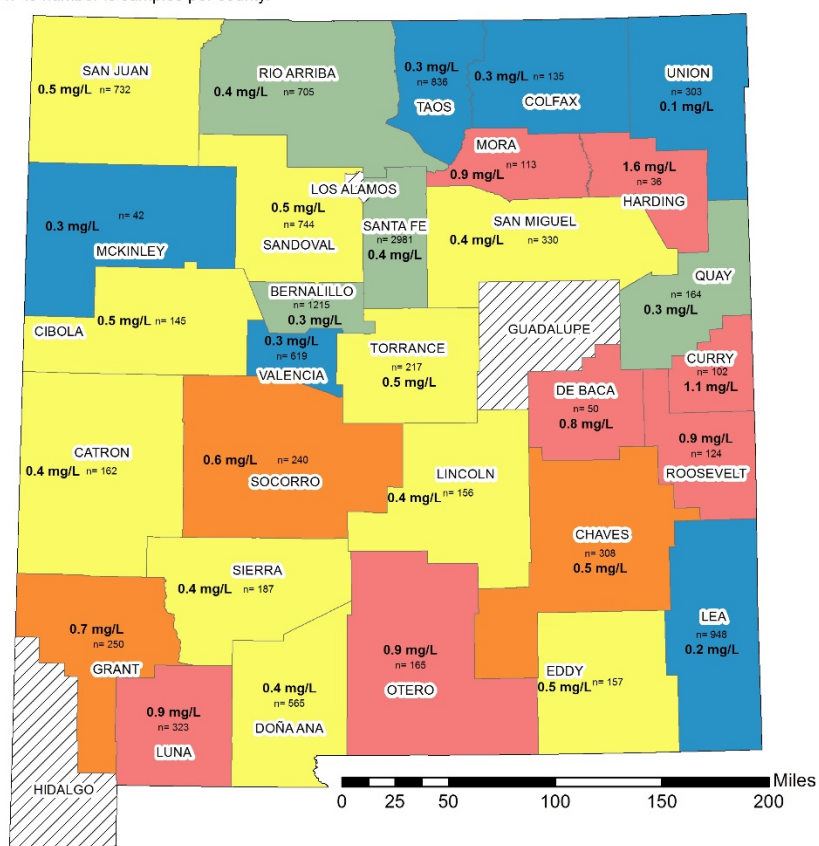 SAN JUAN
0.5 mg/L n= 732
RIO ARRIBA
0.4 mg/L n= 705
0.3 mg/L
n= 836
TAOS
0.3 mg/L n= 135
COLFAX
UNION
n= 303
0.1 mg/L
MORA
n= 113
0.9 mg/L
1.6 mg/L
n= 36
HARDING
LOS ALAMOS
0.3 mg/L n= 42
MCKINLEY
0.5 mg/L
n= 744
SANDOVAL
SANTA FE
n= 2981
0.4 mg/L
SAN MIGUEL
0.4 mg/L n= 330
QUAY
n= 164
0.3 mg/L
BERNALILLO
n= 1215
0.3 mg/L
CIBOLA
0.5 mg/L n= 145
0.3 mg/L
n= 619
VALENCIA
TORRANCE
n= 217
0.5 mg/L
GUADALUPE
CURRY
n= 102
1.1 mg/L
DE BACA
n= 50
0.8 mg/L
0.9 mg/L
n= 124
ROOSEVELT
CATRON
0.4 mg/L n= 162
0.6 mg/L n= 240
SOCORRO
LINCOLN
0.4 mg/L n= 156
CHAVES
n= 308
0.5 mg/L
SIERRA
0.4 mg/L n= 187
LEA
n= 948
0.2 mg/L
0.7 mg/L
n= 250
GRANT
0.9 mg/L
n= 323
LUNA
0.4 mg/L
n= 565
DOÑA ANA
0.9 mg/L
n= 165
OTERO
EDDY
0.5 mg/L n= 157
HIDALGO
Miles
0 25 50 100 150 200